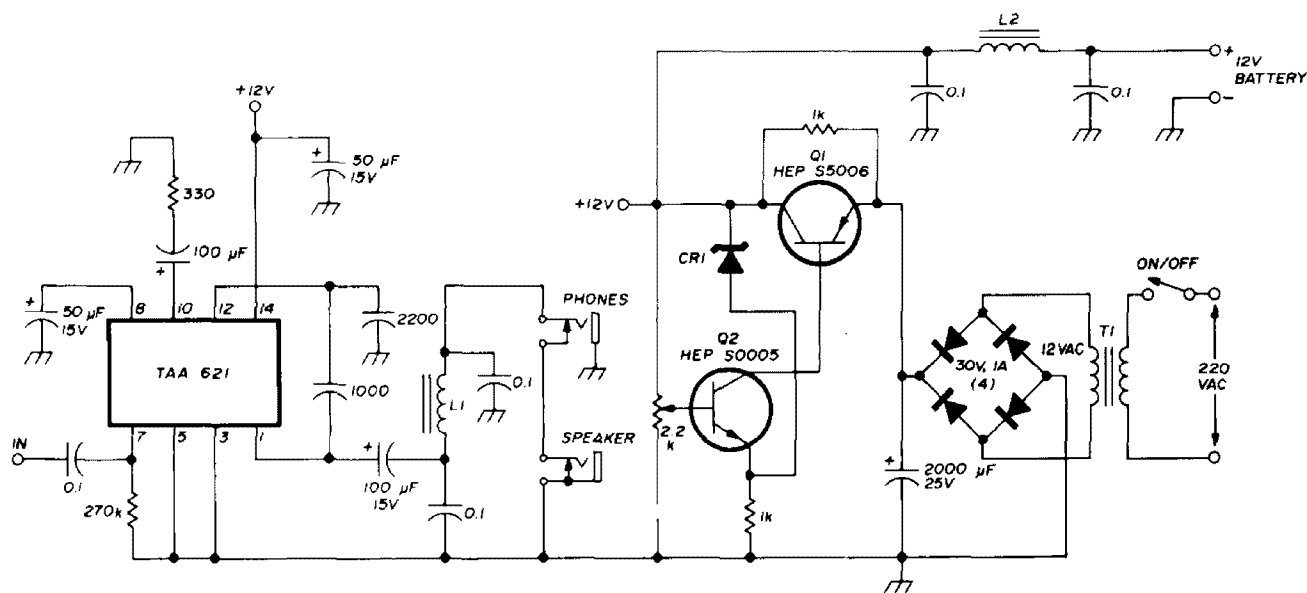 L2
+
12V
BATTERY
−
0.1
0.1
+12V
+
50 µF
15V
330
100 µF
+
+
50 µF
15V
8
10
12
14
TAA 621
7
5
3
1
IN
0.1
270k
2200
1000
+
100 µF
15V
L1
0.1
0.1
PHONES
SPEAKER
1k
Q1
HEP S5006
+12V
CR1
Q2
HEP S0005
2.2
k
1k
+
2000 µF
25V
30V, 1A
(4)
12VAC
T1
ON/OFF
220
VAC